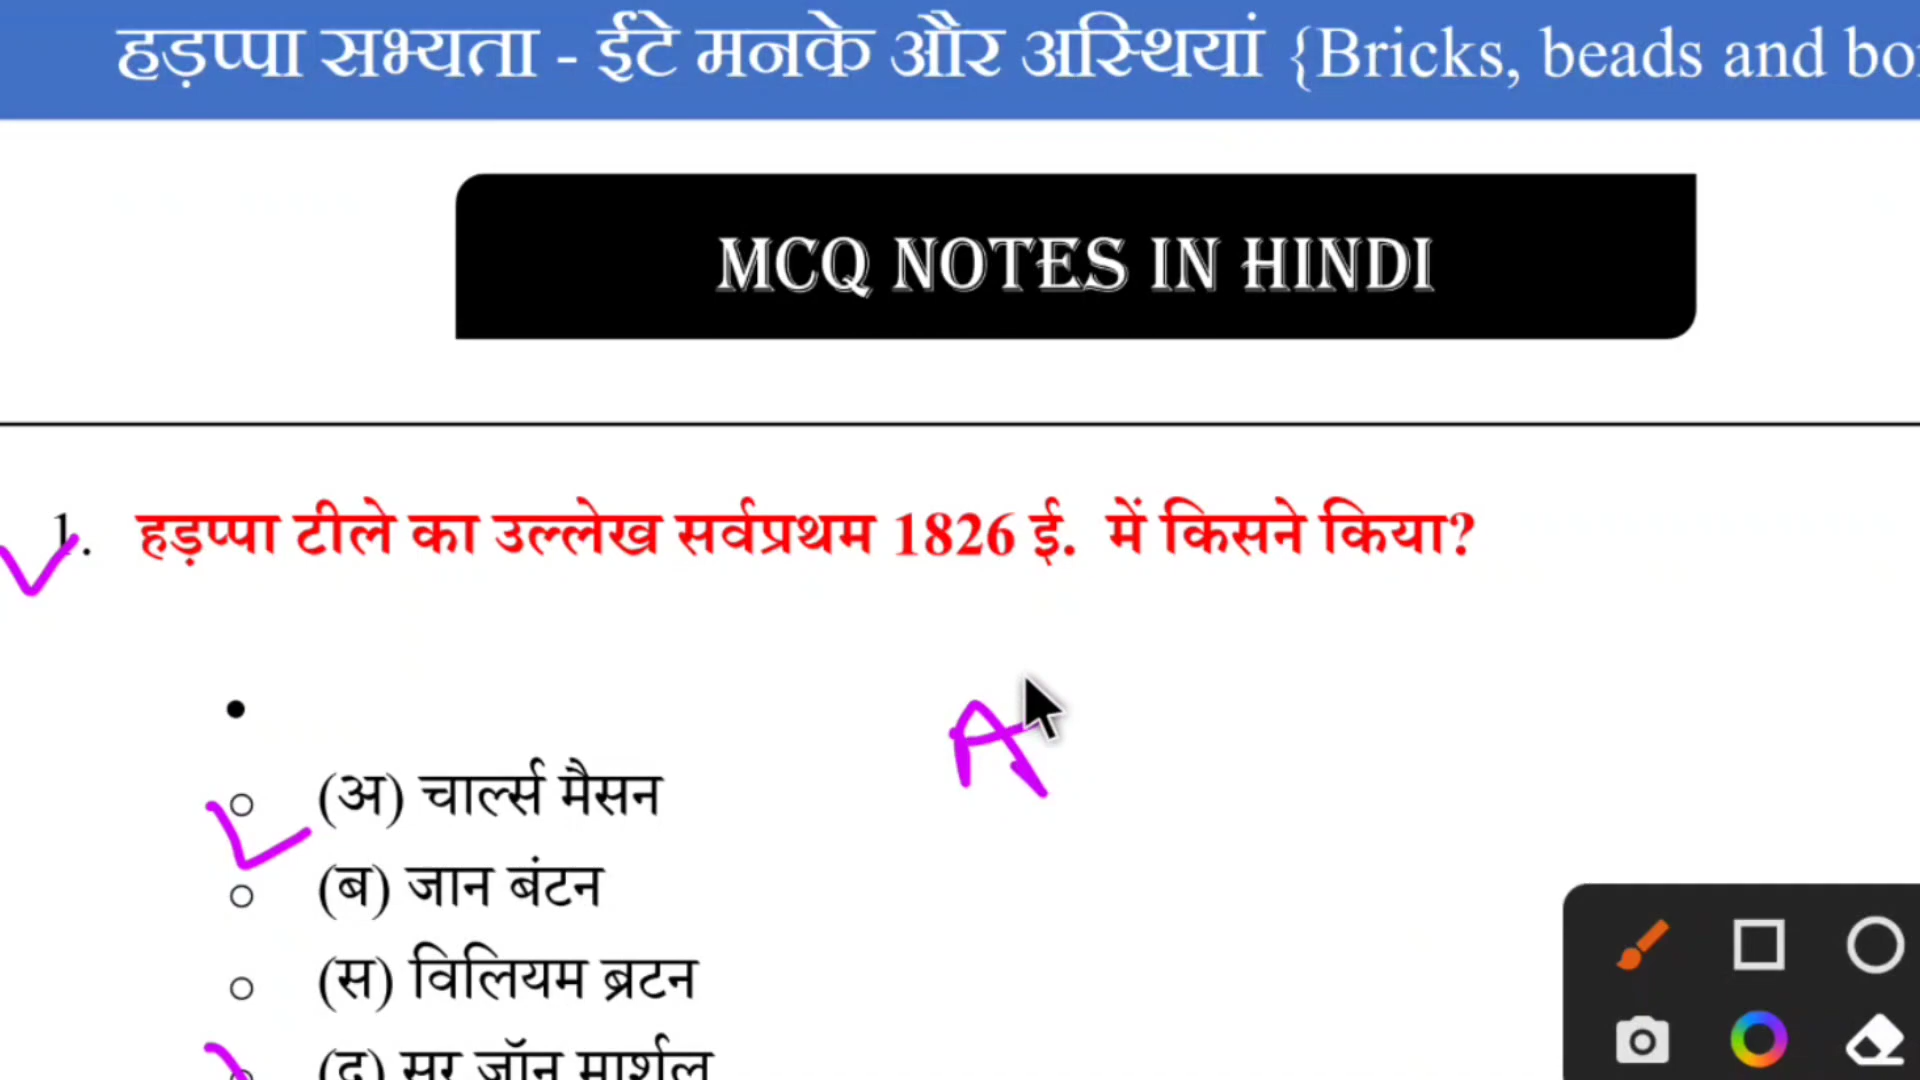 हड़प्पा सभ्यता - ईटे मनके और अस्थियां {Bricks, beads and
MCQ NOTES IN HINDI
1. हड़प्पा टीले का उल्लेख सर्वप्रथम 1826 ई. में किसने किया?
A
(अ) चार्ल्स मैसन
(ब) जान बंटन
(स) विलियम ब्रटन
(द) सर जॉन मार्शल